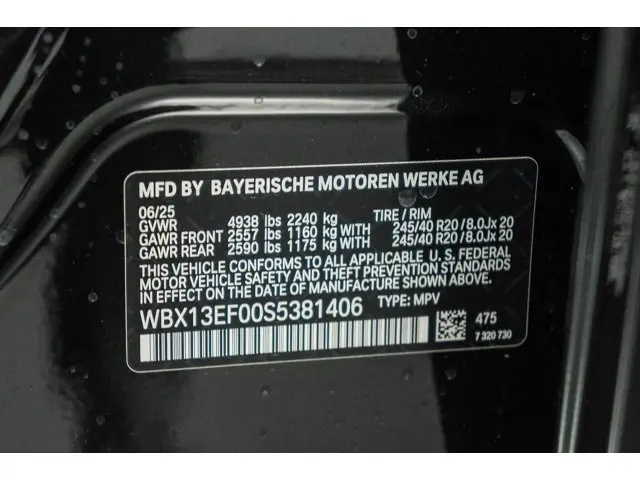 MFD BY BAYERISCHE MOTOREN WERKE AG
06/25
GVWR 4938 lbs 2240 kg TIRE / RIM
GAWR FRONT 2557 lbs 1160 kg WITH 245/40 R20 / 8.0Jx 20
GAWR REAR 2590 lbs 1175 kg WITH 245/40 R20 / 8.0Jx 20
THIS VEHICLE CONFORMS TO ALL APPLICABLE U. S. FEDERAL
MOTOR VEHICLE SAFETY AND THEFT PREVENTION STANDARDS
IN EFFECT ON THE DATE OF MANUFACTURE SHOWN ABOVE.
WBX13EF00S5381406 TYPE: MPV
475
7 320 730